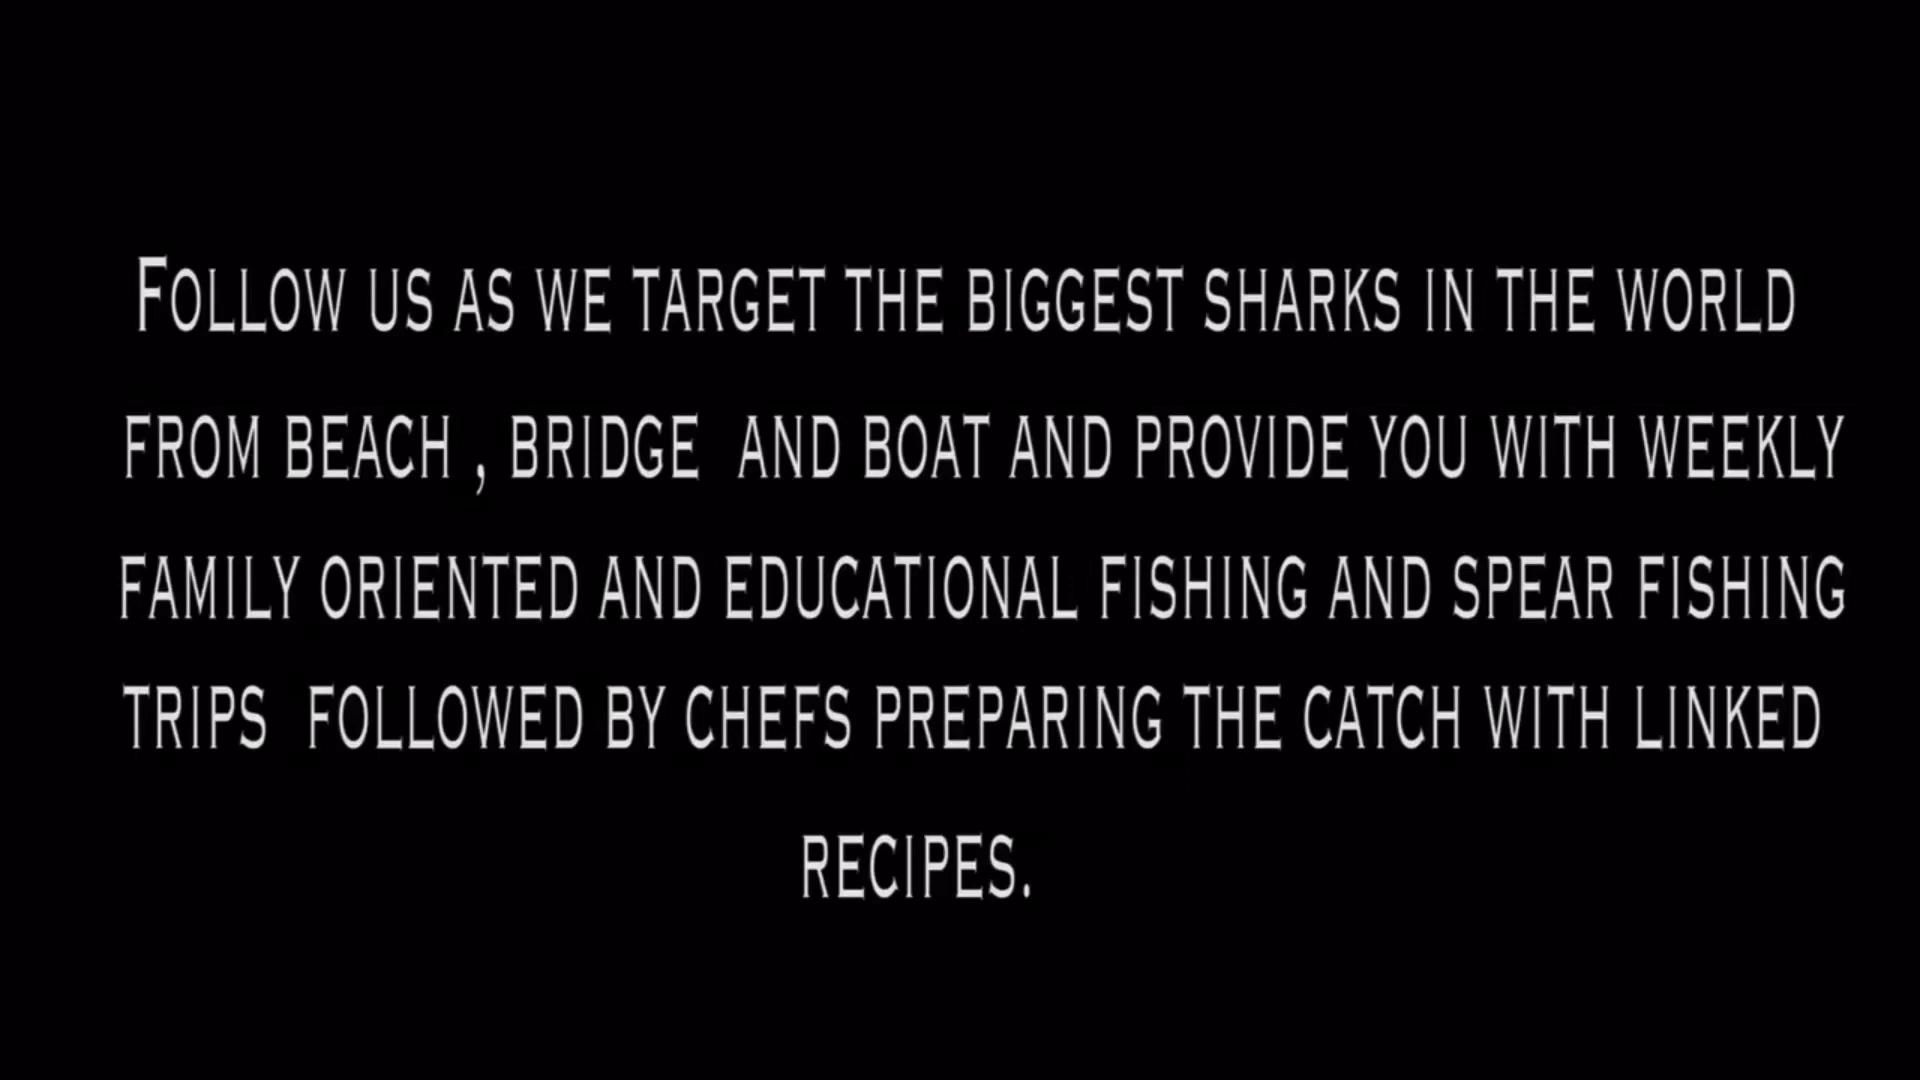 Follow us as we target the biggest sharks in the world
from beach , bridge  and boat and provide you with weekly
family oriented and educational fishing and spear fishing
trips  followed by chefs preparing the catch with linked
recipes.